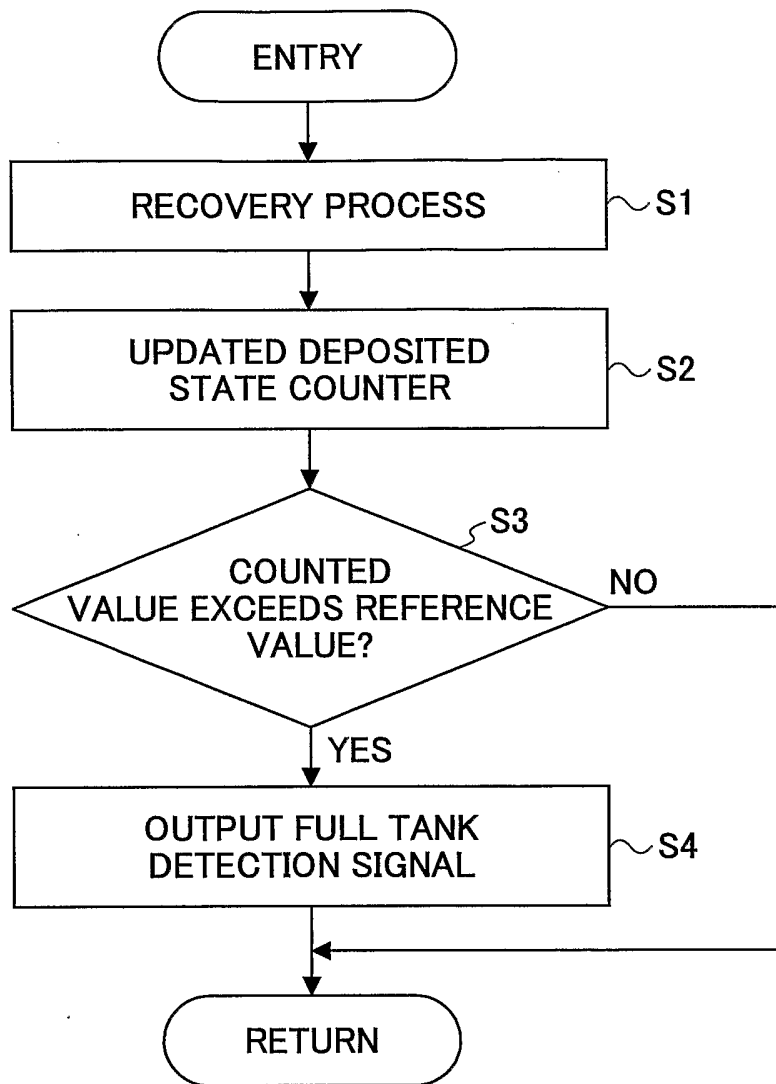 ENTRY
RECOVERY PROCESS
S1
UPDATED DEPOSITED
STATE COUNTER
S2
S3
COUNTED
VALUE EXCEEDS REFERENCE
VALUE?
NO
YES
OUTPUT FULL TANK
DETECTION SIGNAL
S4
RETURN